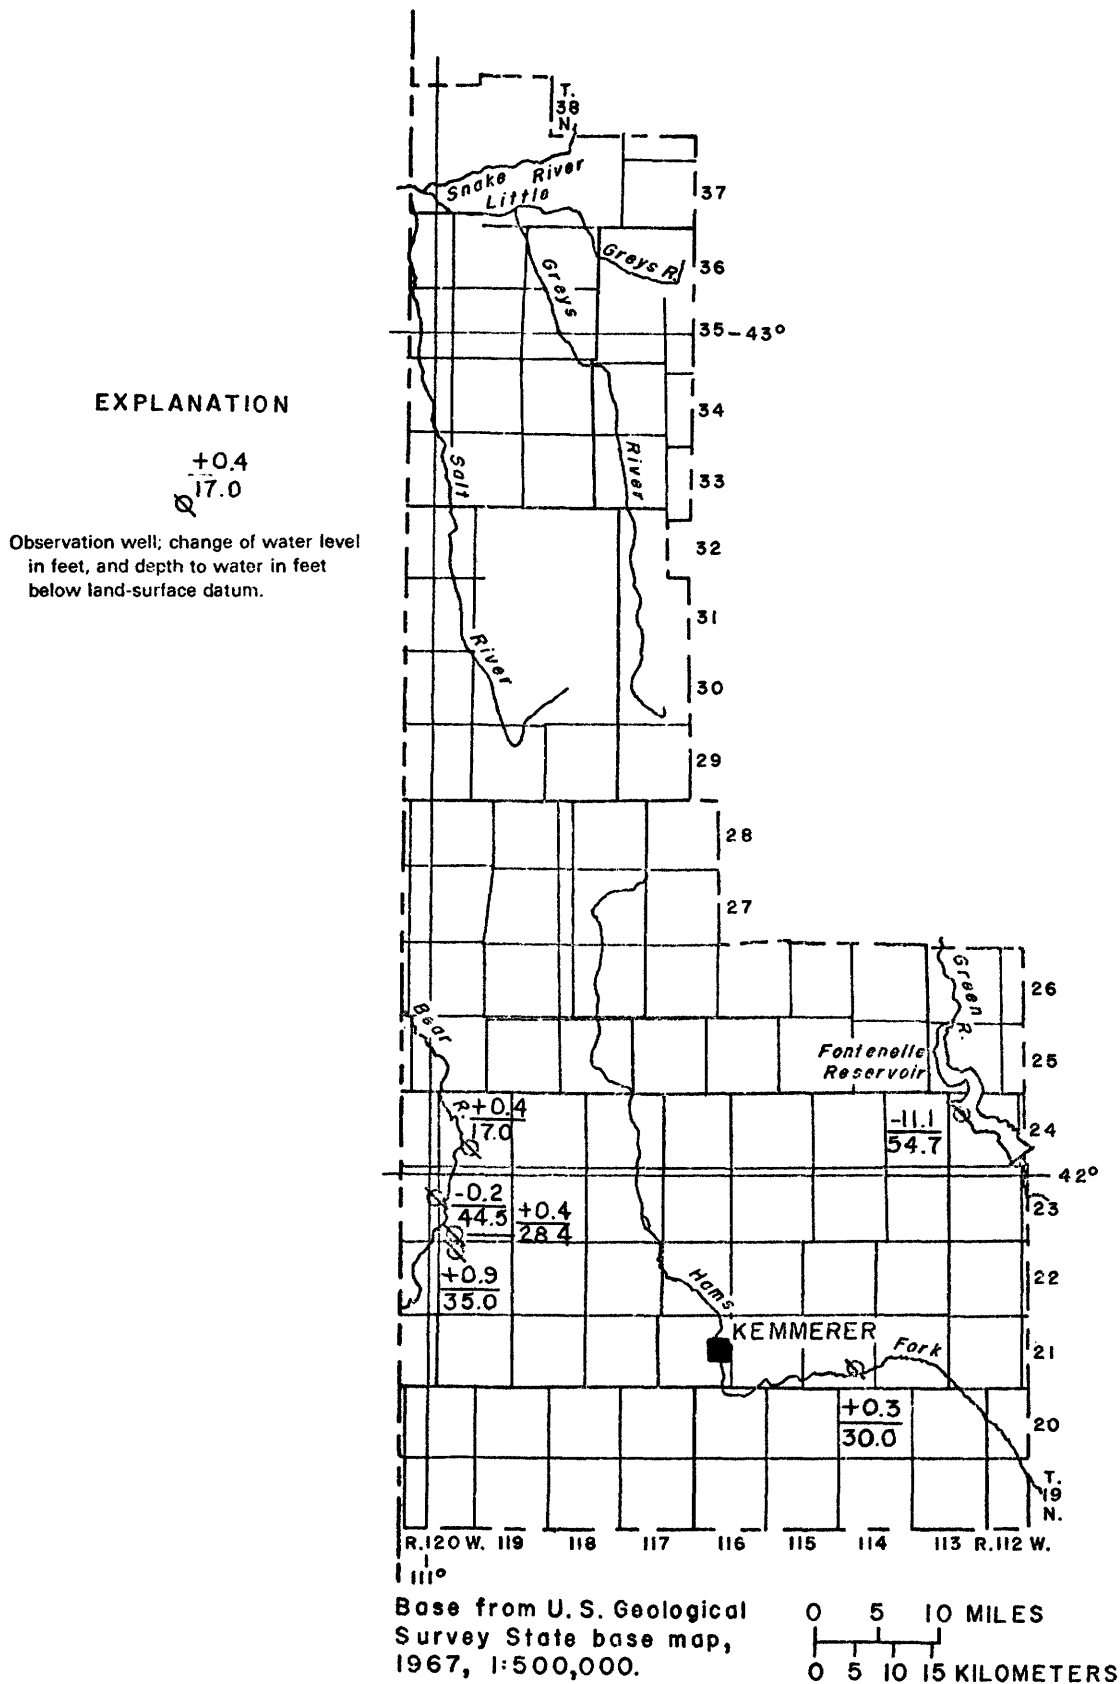 T.
38
N.
Snake River
37
Little
Greys R.
36
Greys
35 – 43°
EXPLANATION
34
+0.4
17.0
Salt
River
33
Observation well; change of water level
in feet, and depth to water in feet
below land-surface datum.
32
31
River
30
29
28
27
Green R.
26
Bear R.
Fontenelle
Reservoir
25
+0.4
17.0
-11.1
54.7
24
42°
-0.2
44.5
+0.4
28.4
23
+0.9
35.0
Hams
22
KEMMERER
Fork
21
+0.3
30.0
20
T.
19
N.
R.120 W. 119 118 117 116 115 114 113 R.112 W.
111°
Base from U.S. Geological
Survey State base map,
1967, 1:500,000.
0 5 10 MILES
0 5 10 15 KILOMETERS